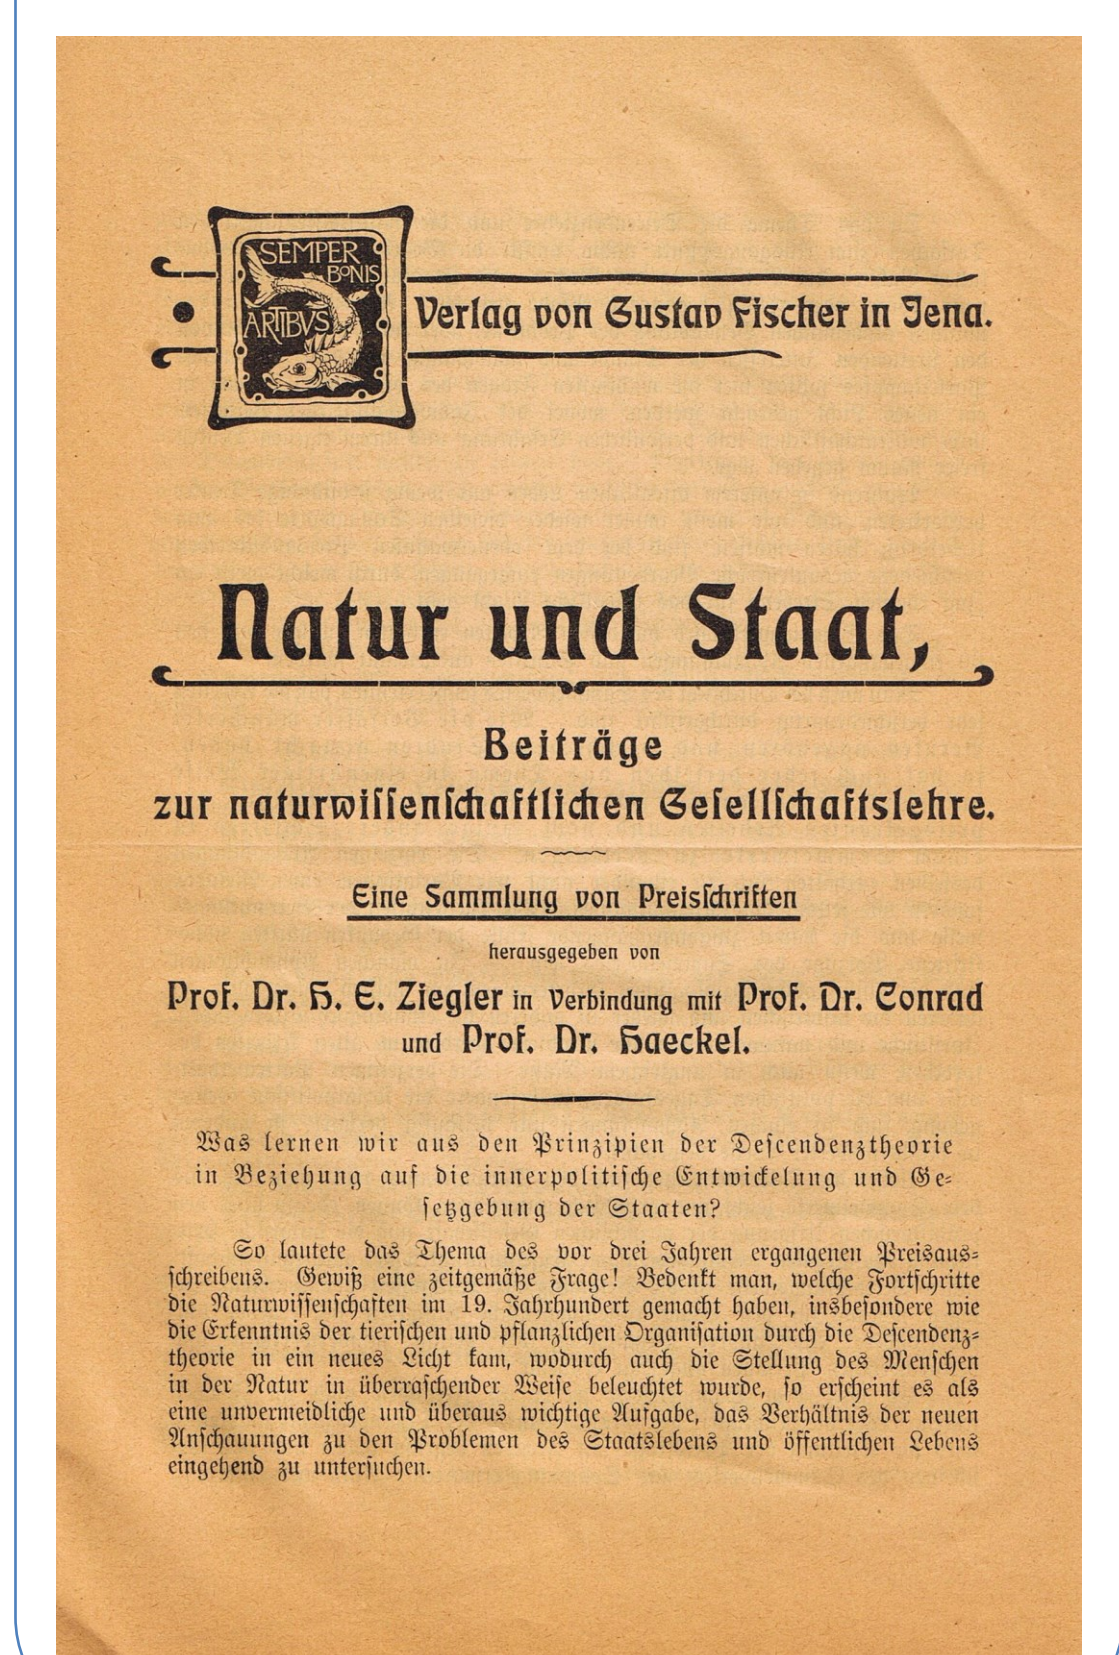 SEMPER
BONIS
ARTIBVS
Verlag von Gustav Fischer in Jena.
Natur und Staat,
Beiträge
zur naturwiſſenſchaftlichen Geſellſchaftslehre.
Eine Sammlung von Preisſchriften
herausgegeben von
Prof. Dr. H. E. Ziegler in Verbindung mit Prof. Dr. Conrad
und Prof. Dr. Haeckel.
Was lernen wir aus den Prinzipien der Deſcendenztheorie
in Beziehung auf die innerpolitiſche Entwickelung und Ge⸗
ſetzgebung der Staaten?
So lautete das Thema des vor drei Jahren ergangenen Preisaus⸗
ſchreibens. Gewiß eine zeitgemäße Frage! Bedenkt man, welche Fortſchritte
die Naturwiſſenſchaften im 19. Jahrhundert gemacht haben, insbeſondere wie
die Erkenntnis der tieriſchen und pflanzlichen Organiſation durch die Deſcendenz⸗
theorie in ein neues Licht kam, wodurch auch die Stellung des Menſchen
in der Natur in überraſchender Weiſe beleuchtet wurde, ſo erſcheint es als
eine unvermeidliche und überaus wichtige Aufgabe, das Verhältnis der neuen
Anſchauungen zu den Problemen des Staatslebens und öffentlichen Lebens
eingehend zu unterſuchen.